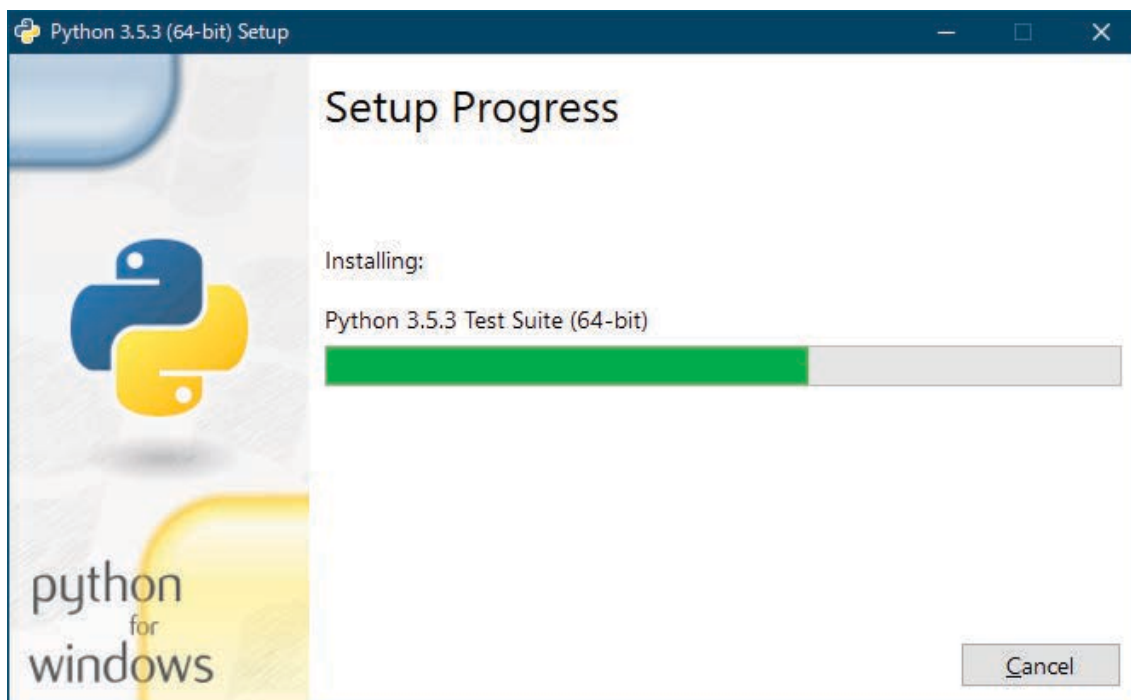 Python 3.5.3 (64-bit) Setup
Setup Progress
Installing:
Python 3.5.3 Test Suite (64-bit)
python
for
windows
Cancel